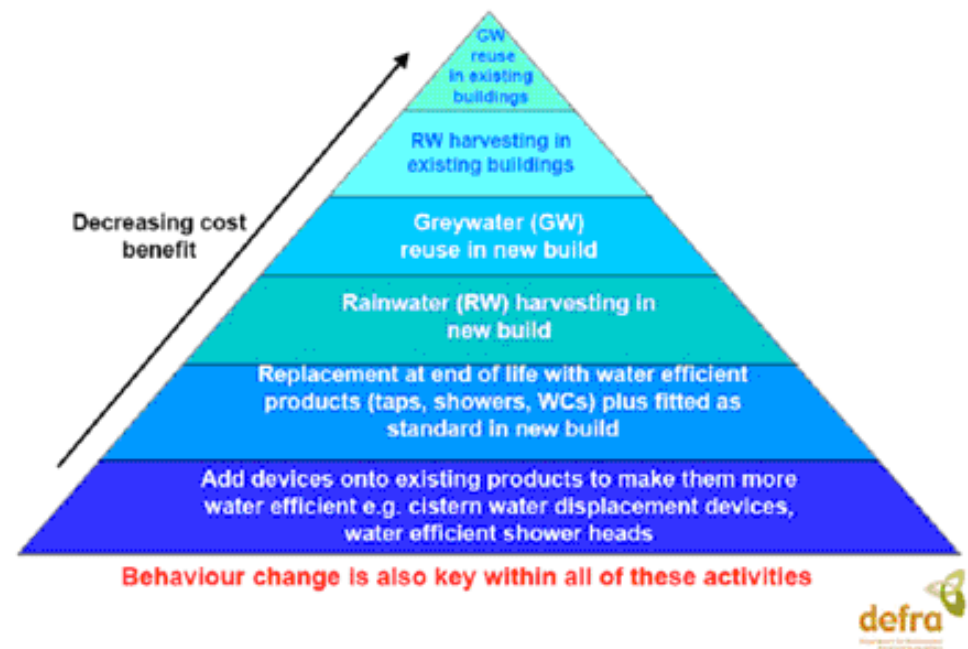 GW
reuse
in existing
buildings
RW harvesting in
existing buildings
Decreasing cost
benefit
Greywater (GW)
reuse in new build
Rainwater (RW) harvesting in
new build
Replacement at end of life with water efficient
products (taps, showers, WCs) plus fitted as
standard in new build
Add devices onto existing products to make them more
water efficient e.g. cistern water displacement devices,
water efficient shower heads
Behaviour change is also key within all of these activities
defra